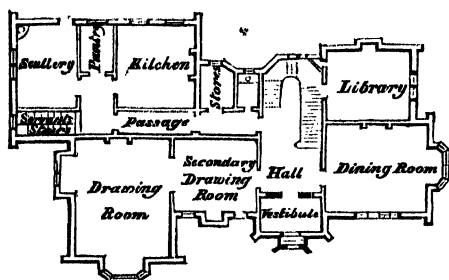 Scullery
Pantry
Kitchen
Stores
Library
Servants
Stairs
Passage
Drawing
Room
Secondary
Drawing
Room
Hall
Dining Room
Vestibule